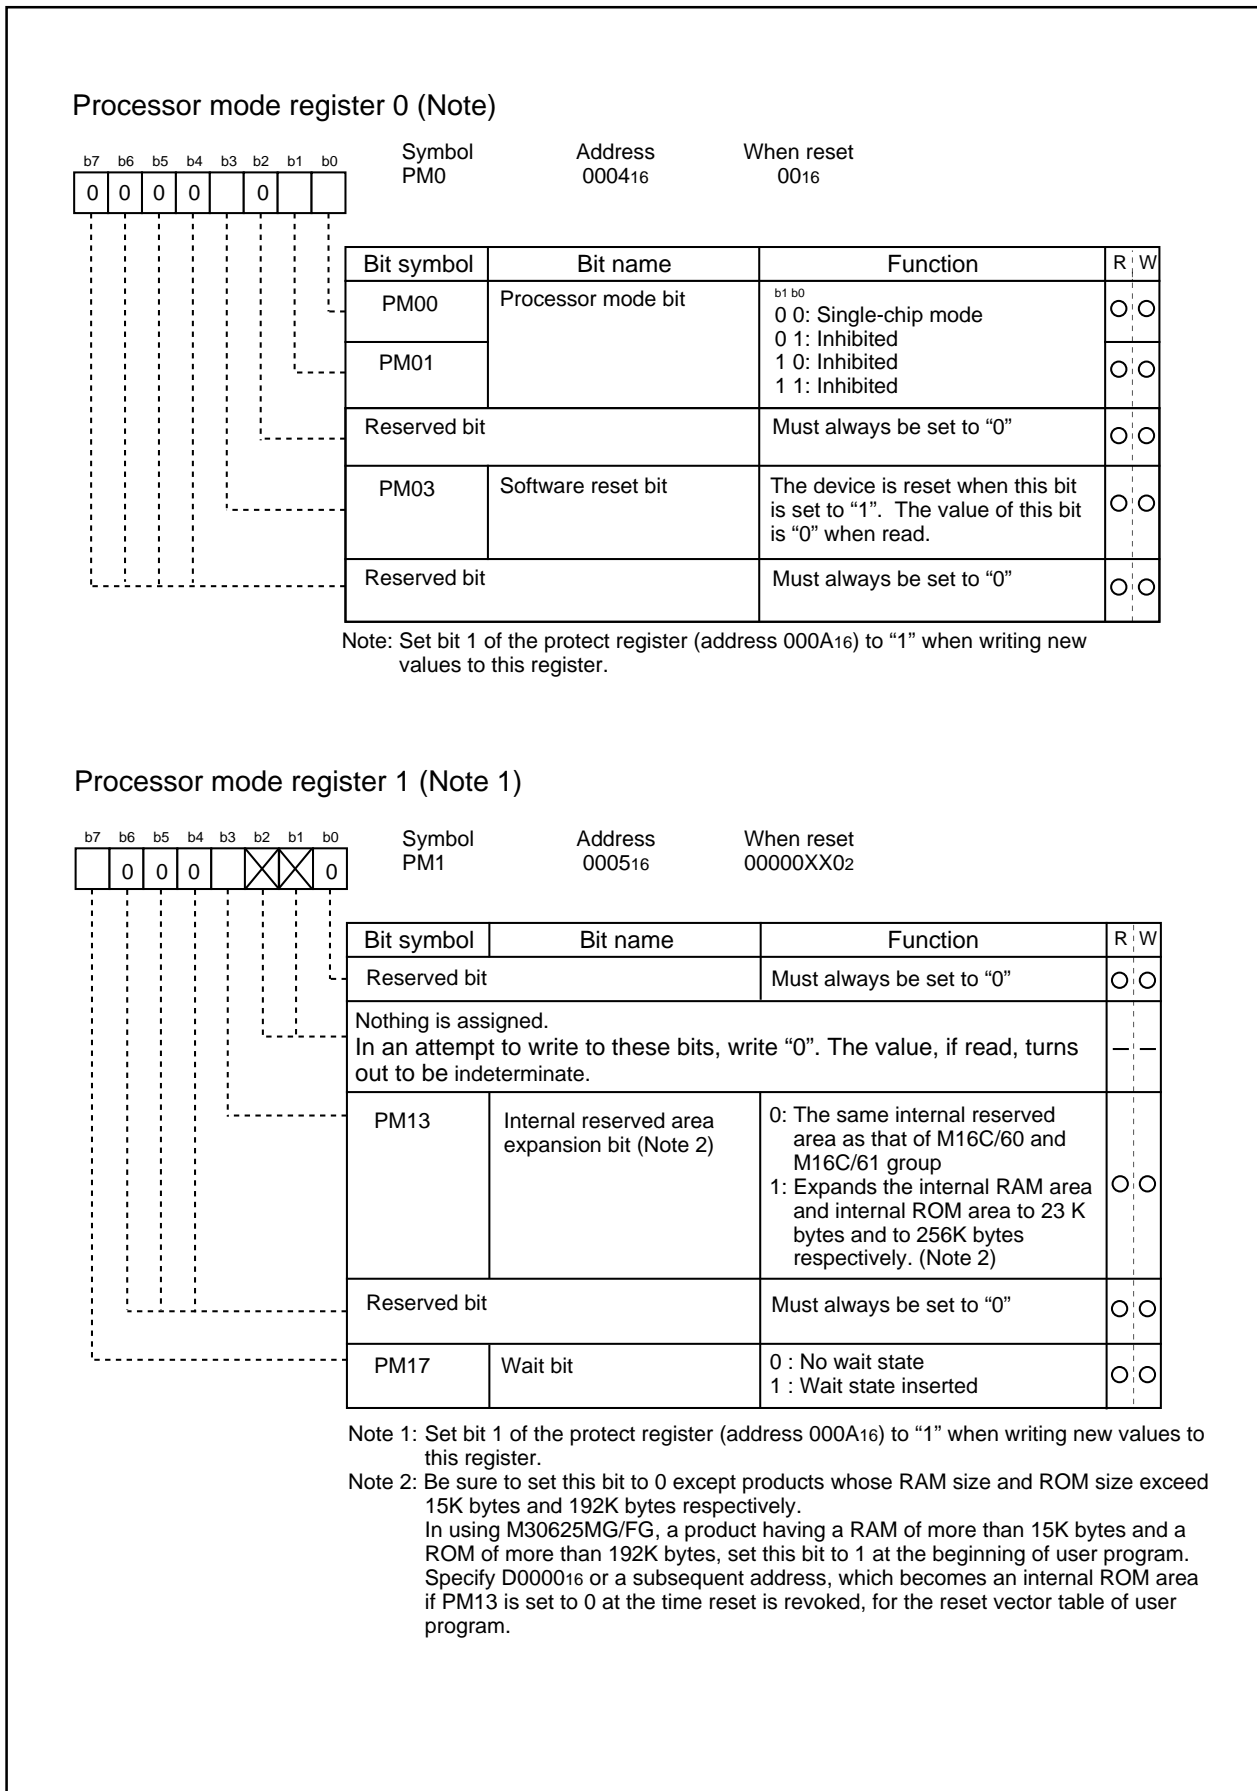 Processor mode register 0 (Note)
Symbol Address When reset
b7 b6 b5 b4 b3 b2 b1 b0
PM0 000416 0016
0 0 0 0 0
Bit symbol Bit name Function R W
PM00 Processor mode bit b1 b0
0 0: Single-chip mode
0 1: Inhibited
PM01 1 0: Inhibited
1 1: Inhibited
Reserved bit Must always be set to “0”
PM03 Software reset bit The device is reset when this bit
is set to “1”. The value of this bit
is “0” when read.
Reserved bit Must always be set to “0”
Note: Set bit 1 of the protect register (address 000A16) to “1” when writing new
values to this register.
Processor mode register 1 (Note 1)
b7 b6 b5 b4 b3 b2 b1 b0
Symbol Address When reset
PM1 000516 00000XX02
0 0 0 0
Bit symbol Bit name Function R W
Reserved bit Must always be set to “0”
Nothing is assigned.
In an attempt to write to these bits, write “0”. The value, if read, turns
out to be indeterminate.
PM13 Internal reserved area 0: The same internal reserved
expansion bit (Note 2) area as that of M16C/60 and
M16C/61 group
1: Expands the internal RAM area
and internal ROM area to 23 K
bytes and to 256K bytes
respectively. (Note 2)
Reserved bit Must always be set to “0”
PM17 Wait bit 0 : No wait state
1 : Wait state inserted
Note 1: Set bit 1 of the protect register (address 000A16) to “1” when writing new values to
this register.
Note 2: Be sure to set this bit to 0 except products whose RAM size and ROM size exceed
15K bytes and 192K bytes respectively.
In using M30625MG/FG, a product having a RAM of more than 15K bytes and a
ROM of more than 192K bytes, set this bit to 1 at the beginning of user program.
Specify D000016 or a subsequent address, which becomes an internal ROM area
if PM13 is set to 0 at the time reset is revoked, for the reset vector table of user
program.